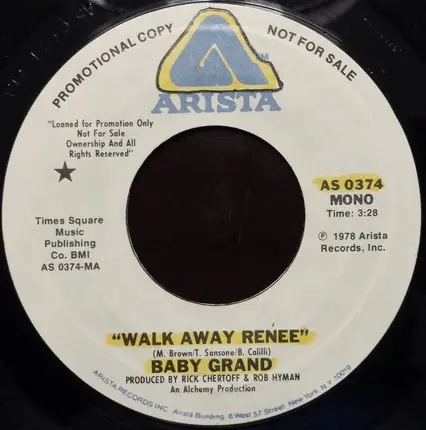 PROMOTIONAL COPY
NOT FOR SALE
ARISTA
TM
"Loaned for Promotion Only
Not For Sale
Ownership And All
Rights Reserved"
AS 0374
MONO
Time: 3:28
Times Square
Music
Publishing
Co. BMI
AS 0374-MA
℗ 1978 Arista
Records, Inc.
"WALK AWAY RENÉE"
(M. Brown/T. Sansone/B. Calilli)
BABY GRAND
PRODUCED BY RICK CHERTOFF & ROB HYMAN
An Alchemy Production
ARISTA RECORDS INC. Arista Building, 6 West 57 Street, New York, N.Y. 10019